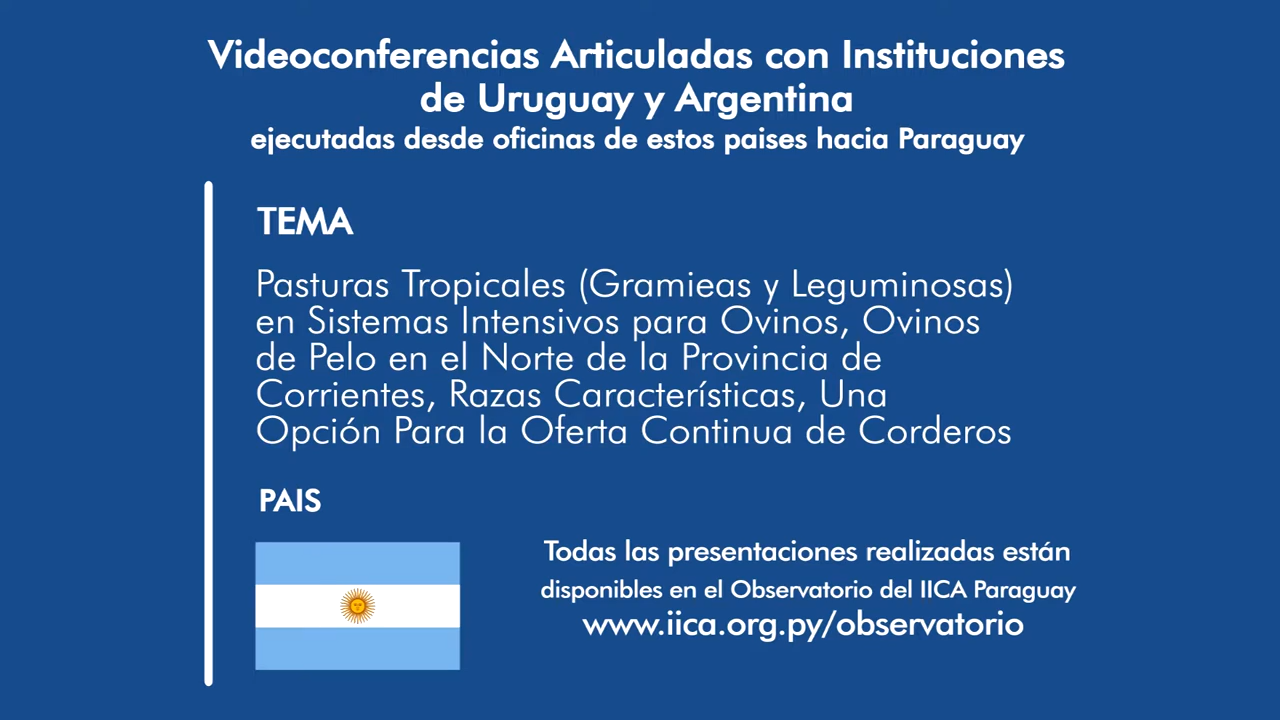 Videoconferencias Articuladas con Instituciones
de Uruguay y Argentina
ejecutadas desde oficinas de estos paises hacia Paraguay
TEMA
Pasturas Tropicales (Gramieas y Leguminosas)
en Sistemas Intensivos para Ovinos, Ovinos
de Pelo en el Norte de la Provincia de
Corrientes, Razas Características, Una
Opción Para la Oferta Continua de Corderos
PAIS
Todas las presentaciones realizadas están
disponibles en el Observatorio del IICA Paraguay
www.iica.org.py/observatorio